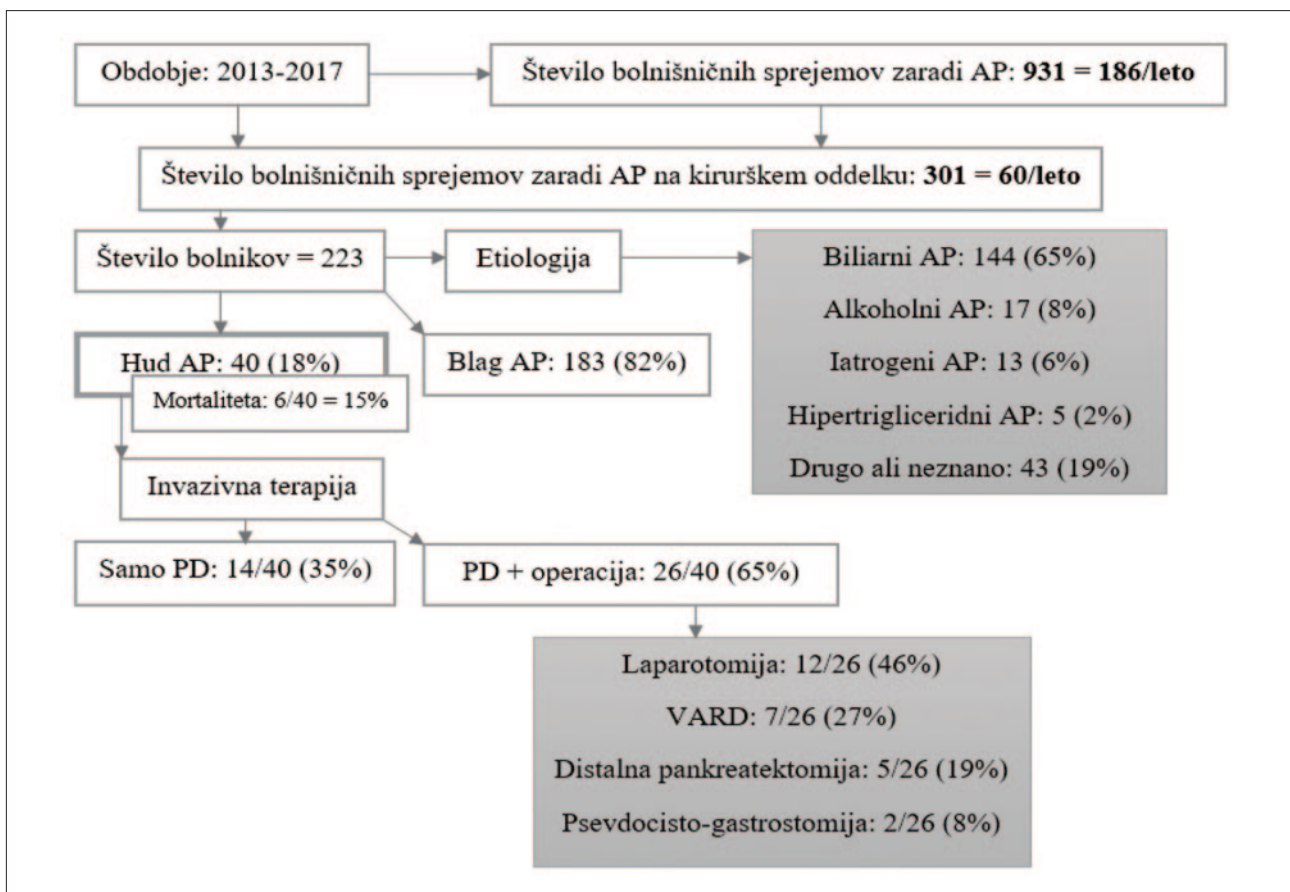 Obdobje: 2013-2017
Število bolnišničnih sprejemov zaradi AP: 931 = 186/leto
Število bolnišničnih sprejemov zaradi AP na kirurškem oddelku: 301 = 60/leto
Število bolnikov = 223
Etiologija
Biliarni AP: 144 (65%)
Alkoholni AP: 17 (8%)
Iatrogeni AP: 13 (6%)
Hipertrigliceridni AP: 5 (2%)
Drugo ali neznano: 43 (19%)
Hud AP: 40 (18%)
Mortaliteta: 6/40 = 15%
Blag AP: 183 (82%)
Invazivna terapija
Samo PD: 14/40 (35%)
PD + operacija: 26/40 (65%)
Laparotomija: 12/26 (46%)
VARD: 7/26 (27%)
Distalna pankreatektomija: 5/26 (19%)
Psevdocisto-gastrostomija: 2/26 (8%)